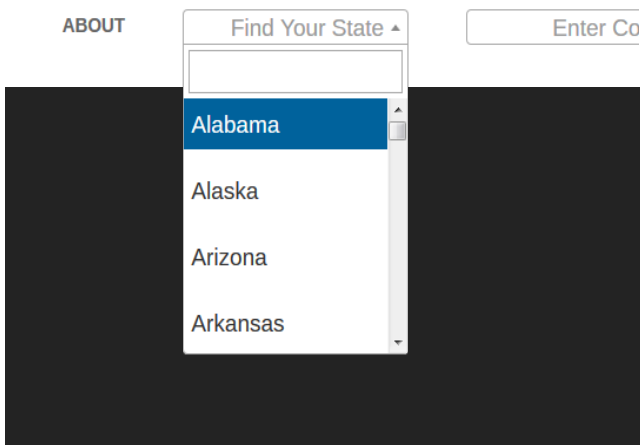 ABOUT
Find Your State
Enter Co
Alabama
Alaska
Arizona
Arkansas